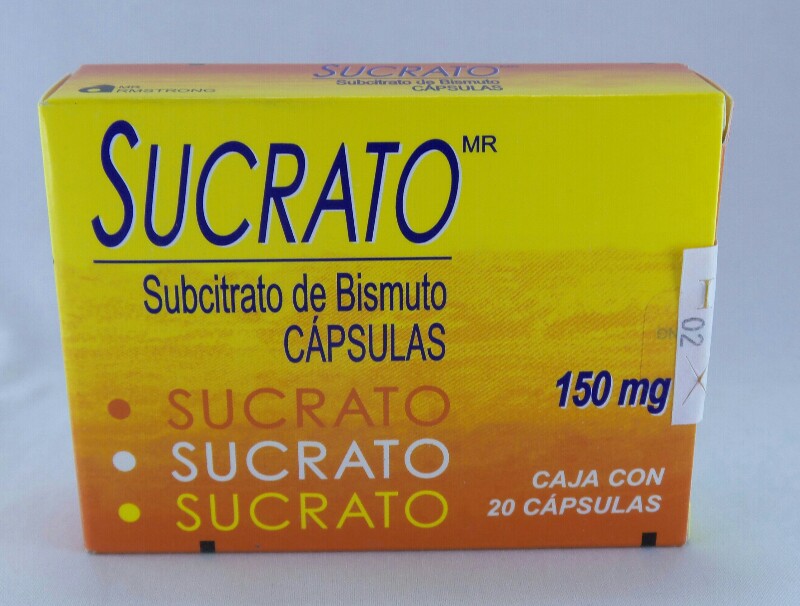 SUCRATO
Subcitrato de Bismuto
CÁPSULAS
SUCRATO MR
Subcitrato de Bismuto
CÁPSULAS
150 mg
• SUCRATO
• SUCRATO
• SUCRATO
CAJA CON
20 CÁPSULAS
02